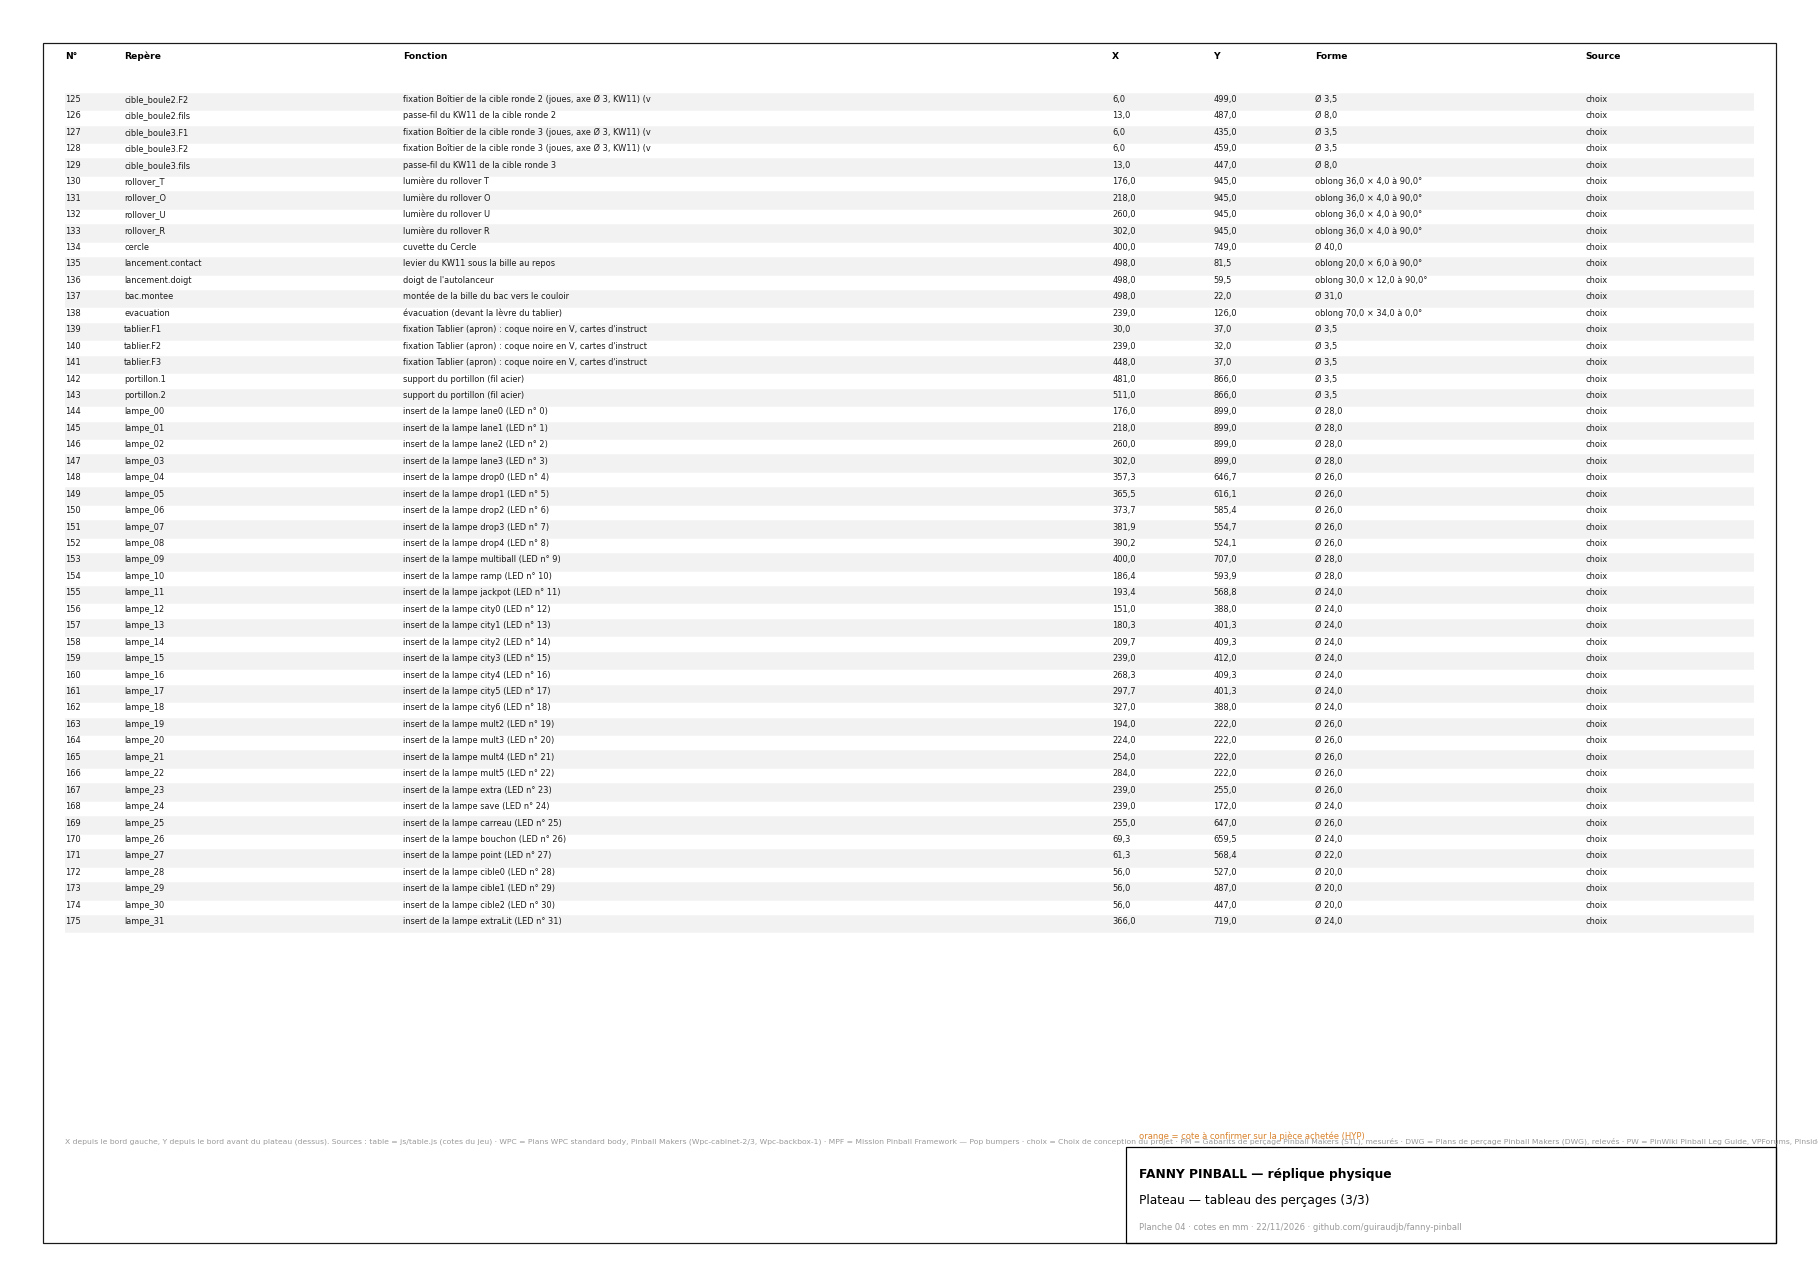 N° Repère Fonction X Y Forme Source
125 cible_boule2.F2 fixation Boîtier de la cible ronde 2 (joues, axe Ø 3, KW11) (v 6,0 499,0 Ø 3,5 choix
126 cible_boule2.fils passe-fil du KW11 de la cible ronde 2 13,0 487,0 Ø 8,0 choix
127 cible_boule3.F1 fixation Boîtier de la cible ronde 3 (joues, axe Ø 3, KW11) (v 6,0 435,0 Ø 3,5 choix
128 cible_boule3.F2 fixation Boîtier de la cible ronde 3 (joues, axe Ø 3, KW11) (v 6,0 459,0 Ø 3,5 choix
129 cible_boule3.fils passe-fil du KW11 de la cible ronde 3 13,0 447,0 Ø 8,0 choix
130 rollover_T lumière du rollover T 176,0 945,0 oblong 36,0 × 4,0 à 90,0° choix
131 rollover_O lumière du rollover O 218,0 945,0 oblong 36,0 × 4,0 à 90,0° choix
132 rollover_U lumière du rollover U 260,0 945,0 oblong 36,0 × 4,0 à 90,0° choix
133 rollover_R lumière du rollover R 302,0 945,0 oblong 36,0 × 4,0 à 90,0° choix
134 cercle cuvette du Cercle 400,0 749,0 Ø 40,0 choix
135 lancement.contact levier du KW11 sous la bille au repos 498,0 81,5 oblong 20,0 × 6,0 à 90,0° choix
136 lancement.doigt doigt de l'autolanceur 498,0 59,5 oblong 30,0 × 12,0 à 90,0° choix
137 bac.montee montée de la bille du bac vers le couloir 498,0 22,0 Ø 31,0 choix
138 evacuation évacuation (devant la lèvre du tablier) 239,0 126,0 oblong 70,0 × 34,0 à 0,0° choix
139 tablier.F1 fixation Tablier (apron) : coque noire en V, cartes d'instruct 30,0 37,0 Ø 3,5 choix
140 tablier.F2 fixation Tablier (apron) : coque noire en V, cartes d'instruct 239,0 32,0 Ø 3,5 choix
141 tablier.F3 fixation Tablier (apron) : coque noire en V, cartes d'instruct 448,0 37,0 Ø 3,5 choix
142 portillon.1 support du portillon (fil acier) 481,0 866,0 Ø 3,5 choix
143 portillon.2 support du portillon (fil acier) 511,0 866,0 Ø 3,5 choix
144 lampe_00 insert de la lampe lane0 (LED n° 0) 176,0 899,0 Ø 28,0 choix
145 lampe_01 insert de la lampe lane1 (LED n° 1) 218,0 899,0 Ø 28,0 choix
146 lampe_02 insert de la lampe lane2 (LED n° 2) 260,0 899,0 Ø 28,0 choix
147 lampe_03 insert de la lampe lane3 (LED n° 3) 302,0 899,0 Ø 28,0 choix
148 lampe_04 insert de la lampe drop0 (LED n° 4) 357,3 646,7 Ø 26,0 choix
149 lampe_05 insert de la lampe drop1 (LED n° 5) 365,5 616,1 Ø 26,0 choix
150 lampe_06 insert de la lampe drop2 (LED n° 6) 373,7 585,4 Ø 26,0 choix
151 lampe_07 insert de la lampe drop3 (LED n° 7) 381,9 554,7 Ø 26,0 choix
152 lampe_08 insert de la lampe drop4 (LED n° 8) 390,2 524,1 Ø 26,0 choix
153 lampe_09 insert de la lampe multiball (LED n° 9) 400,0 707,0 Ø 28,0 choix
154 lampe_10 insert de la lampe ramp (LED n° 10) 186,4 593,9 Ø 28,0 choix
155 lampe_11 insert de la lampe jackpot (LED n° 11) 193,4 568,8 Ø 24,0 choix
156 lampe_12 insert de la lampe city0 (LED n° 12) 151,0 388,0 Ø 24,0 choix
157 lampe_13 insert de la lampe city1 (LED n° 13) 180,3 401,3 Ø 24,0 choix
158 lampe_14 insert de la lampe city2 (LED n° 14) 209,7 409,3 Ø 24,0 choix
159 lampe_15 insert de la lampe city3 (LED n° 15) 239,0 412,0 Ø 24,0 choix
160 lampe_16 insert de la lampe city4 (LED n° 16) 268,3 409,3 Ø 24,0 choix
161 lampe_17 insert de la lampe city5 (LED n° 17) 297,7 401,3 Ø 24,0 choix
162 lampe_18 insert de la lampe city6 (LED n° 18) 327,0 388,0 Ø 24,0 choix
163 lampe_19 insert de la lampe mult2 (LED n° 19) 194,0 222,0 Ø 26,0 choix
164 lampe_20 insert de la lampe mult3 (LED n° 20) 224,0 222,0 Ø 26,0 choix
165 lampe_21 insert de la lampe mult4 (LED n° 21) 254,0 222,0 Ø 26,0 choix
166 lampe_22 insert de la lampe mult5 (LED n° 22) 284,0 222,0 Ø 26,0 choix
167 lampe_23 insert de la lampe extra (LED n° 23) 239,0 255,0 Ø 26,0 choix
168 lampe_24 insert de la lampe save (LED n° 24) 239,0 172,0 Ø 24,0 choix
169 lampe_25 insert de la lampe carreau (LED n° 25) 255,0 647,0 Ø 26,0 choix
170 lampe_26 insert de la lampe bouchon (LED n° 26) 69,3 659,5 Ø 24,0 choix
171 lampe_27 insert de la lampe point (LED n° 27) 61,3 568,4 Ø 22,0 choix
172 lampe_28 insert de la lampe cible0 (LED n° 28) 56,0 527,0 Ø 20,0 choix
173 lampe_29 insert de la lampe cible1 (LED n° 29) 56,0 487,0 Ø 20,0 choix
174 lampe_30 insert de la lampe cible2 (LED n° 30) 56,0 447,0 Ø 20,0 choix
175 lampe_31 insert de la lampe extraLit (LED n° 31) 366,0 719,0 Ø 24,0 choix
orange = cote à confirmer sur la pièce achetée (HYP)
X depuis le bord gauche, Y depuis le bord avant du plateau (dessus). Sources : table = js/table.js (cotes du jeu) · WPC = Plans WPC standard body, Pinball Makers (Wpc-cabinet-2/3, Wpc-backbox-1) · MPF = Mission Pinball Framework — Pop bumpers · choix = Choix de conception du projet · PM = Gabarits de perçage Pinball Makers (STL), mesurés · DWG = Plans de perçage Pinball Makers (DWG), relevés · PW = PinWiki Pinball Leg Guide, VPForums, Pinsid
FANNY PINBALL — réplique physique
Plateau — tableau des perçages (3/3)
Planche 04 · cotes en mm · 22/11/2026 · github.com/guiraudjb/fanny-pinball